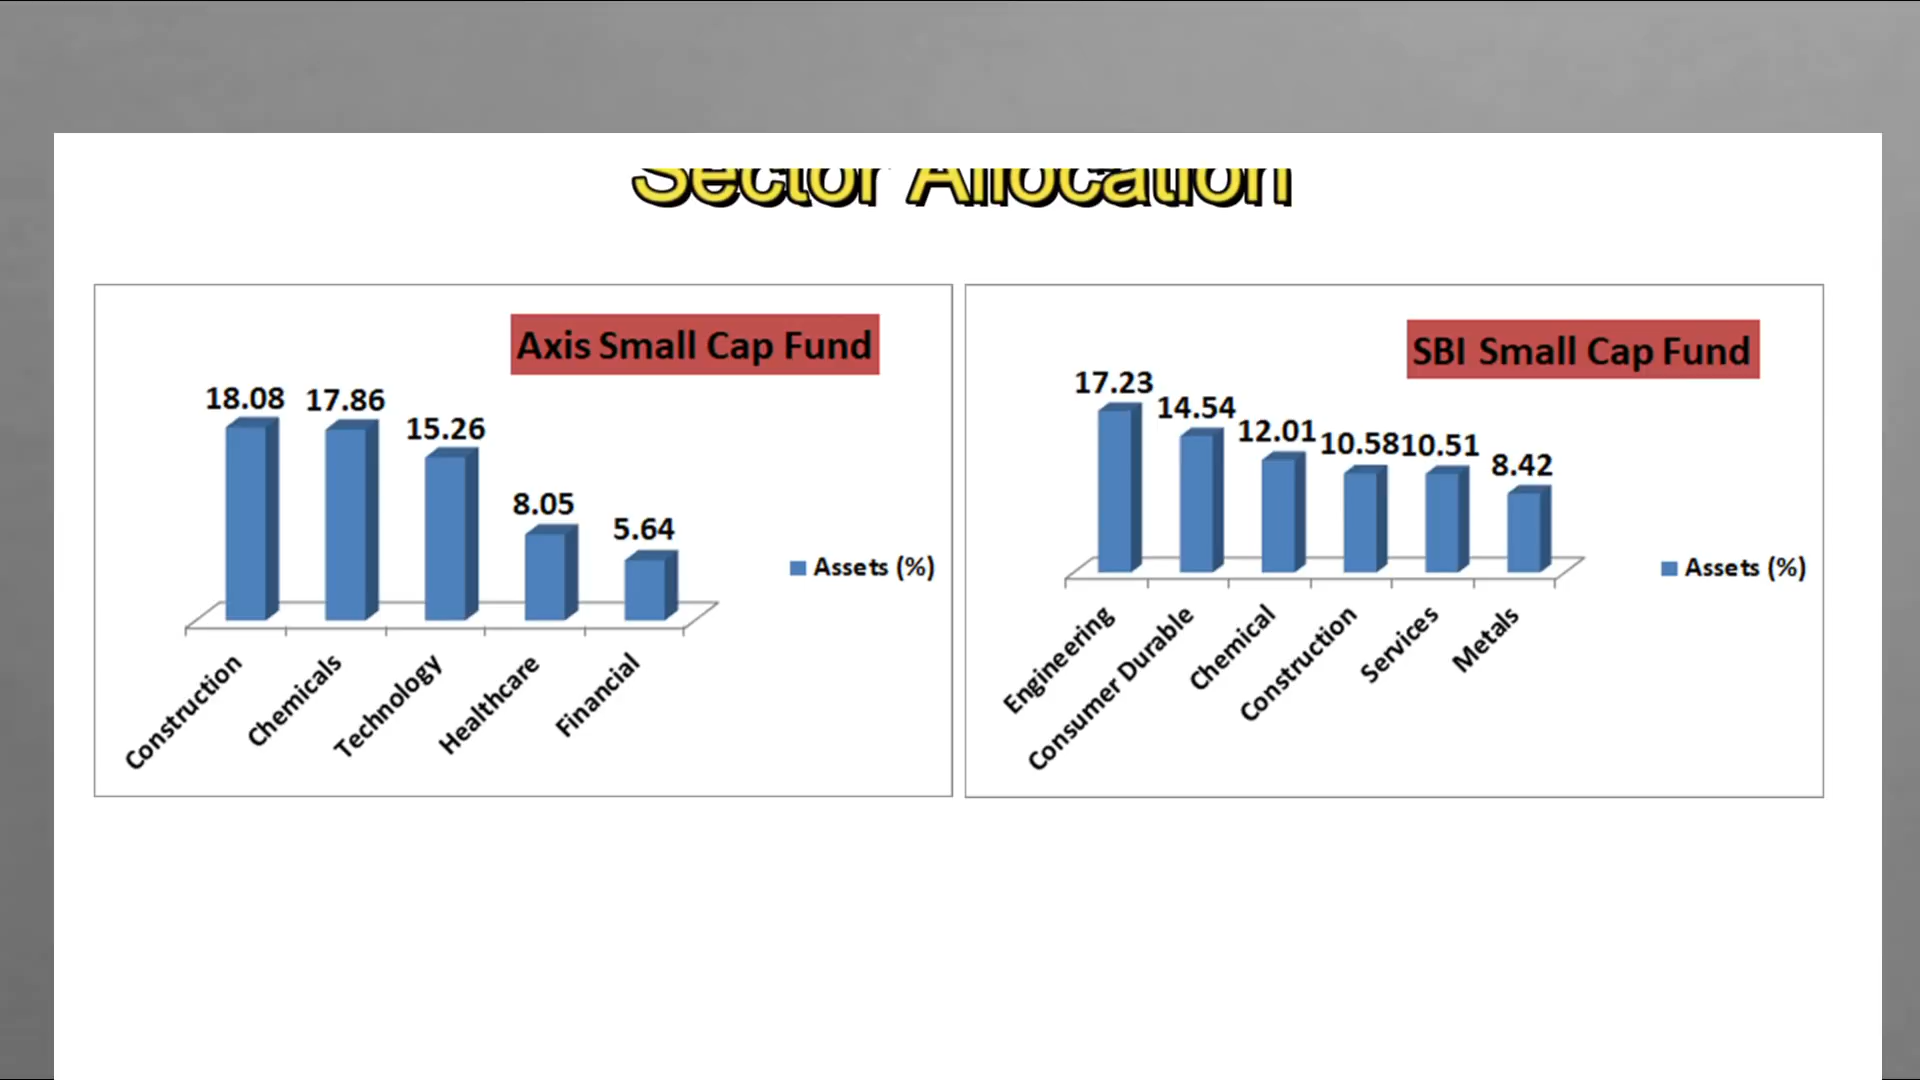 Sector Allocation
Axis Small Cap Fund
18.08
17.86
15.26
8.05
5.64
Assets (%)
Construction
Chemicals
Technology
Healthcare
Financial
SBI Small Cap Fund
17.23
14.54
12.01
10.58
10.51
8.42
Assets (%)
Engineering
Consumer Durable
Chemical
Construction
Services
Metals